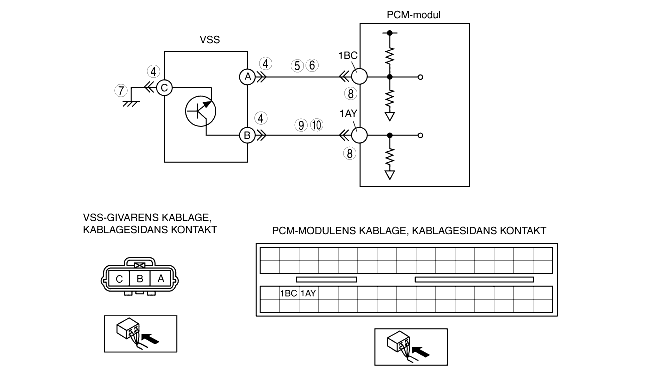 PCM-modul
VSS
1BC
4
5 6
A
4
C
7
8
4
1AY
9 10
B
8
VSS-GIVARENS KABLAGE,
KABLAGESIDANS KONTAKT
PCM-MODULENS KABLAGE, KABLAGESIDANS KONTAKT
C B A
1BC 1AY